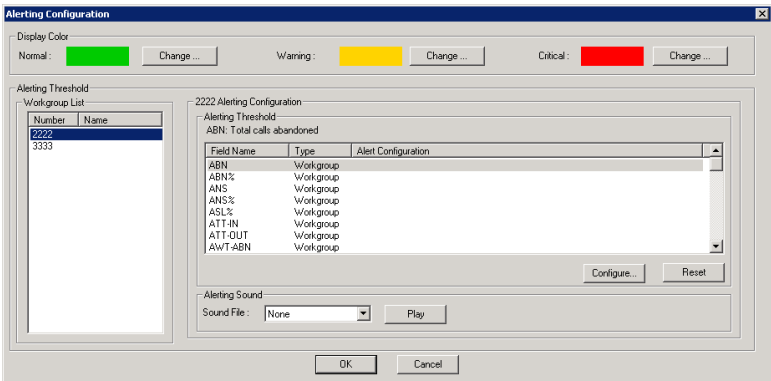 Alerting Configuration
Display Color
Normal : Change ... Warning : Change ... Critical : Change ...
Alerting Threshold
Workgroup List
Number Name
2222
3333
2222 Alerting Configuration
Alerting Threshold
ABN: Total calls abandoned
Field Name Type Alert Configuration
ABN Workgroup
ABN% Workgroup
ANS Workgroup
ANS% Workgroup
ASL% Workgroup
ATT-IN Workgroup
ATT-OUT Workgroup
AWT-ABN Workgroup
Configure... Reset
Alerting Sound
Sound File : None Play
OK Cancel